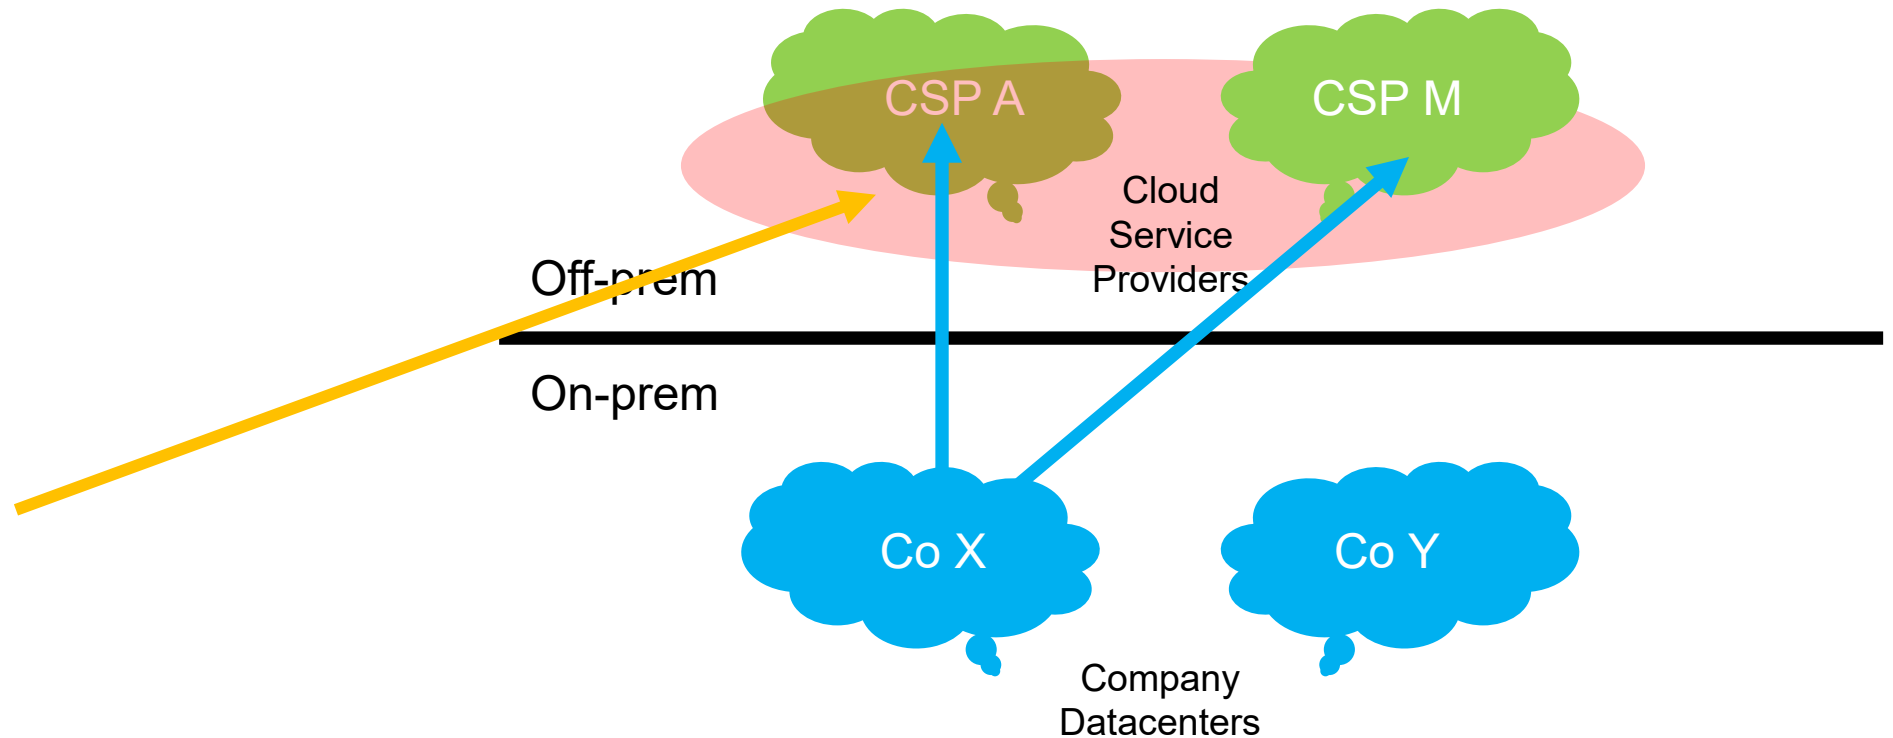 CSP A
CSP M
Cloud
Service
Providers
Off-prem
On-prem
Co X
Co Y
Company
Datacenters